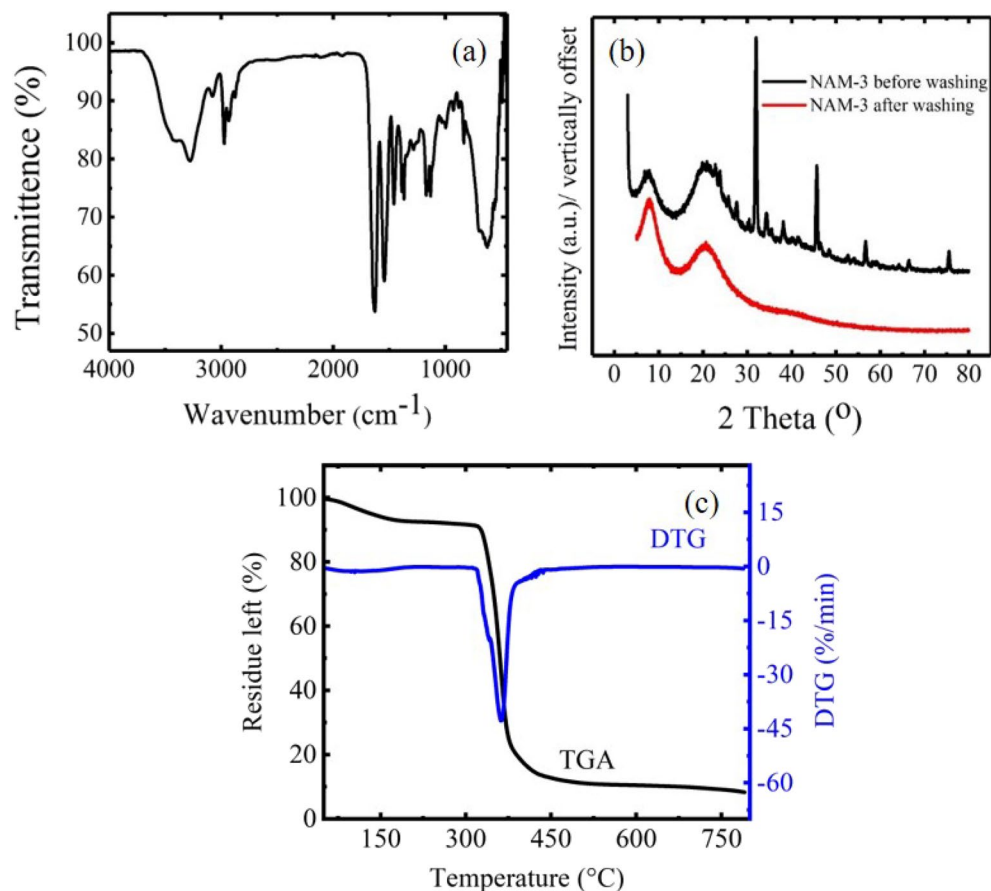 (a)
100
90
80
70
60
50
Transmittence (%)
4000 3000 2000 1000
Wavenumber (cm-1)
(b)
NAM-3 before washing
NAM-3 after washing
Intensity (a.u.)/ vertically offset
0 10 20 30 40 50 60 70 80
2 Theta (o)
(c)
100
80
60
40
20
0
Residue left (%)
DTG
TGA
15
0
-15
-30
-45
-60
DTG (%/min)
150 300 450 600 750
Temperature (°C)